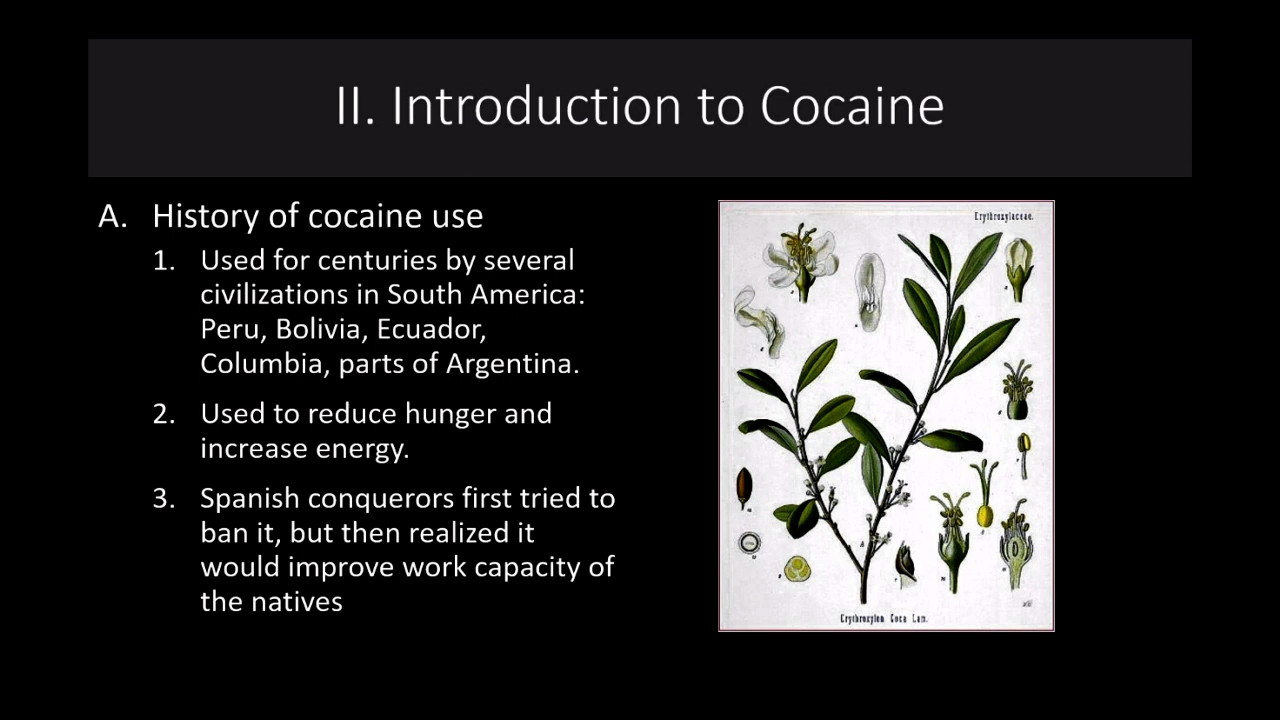 II. Introduction to Cocaine
A. History of cocaine use
1. Used for centuries by several
civilizations in South America:
Peru, Bolivia, Ecuador,
Columbia, parts of Argentina.
2. Used to reduce hunger and
increase energy.
3. Spanish conquerors first tried to
ban it, but then realized it
would improve work capacity of
the natives
Erythroxylaceae.
Erythroxylon Coca Lam.